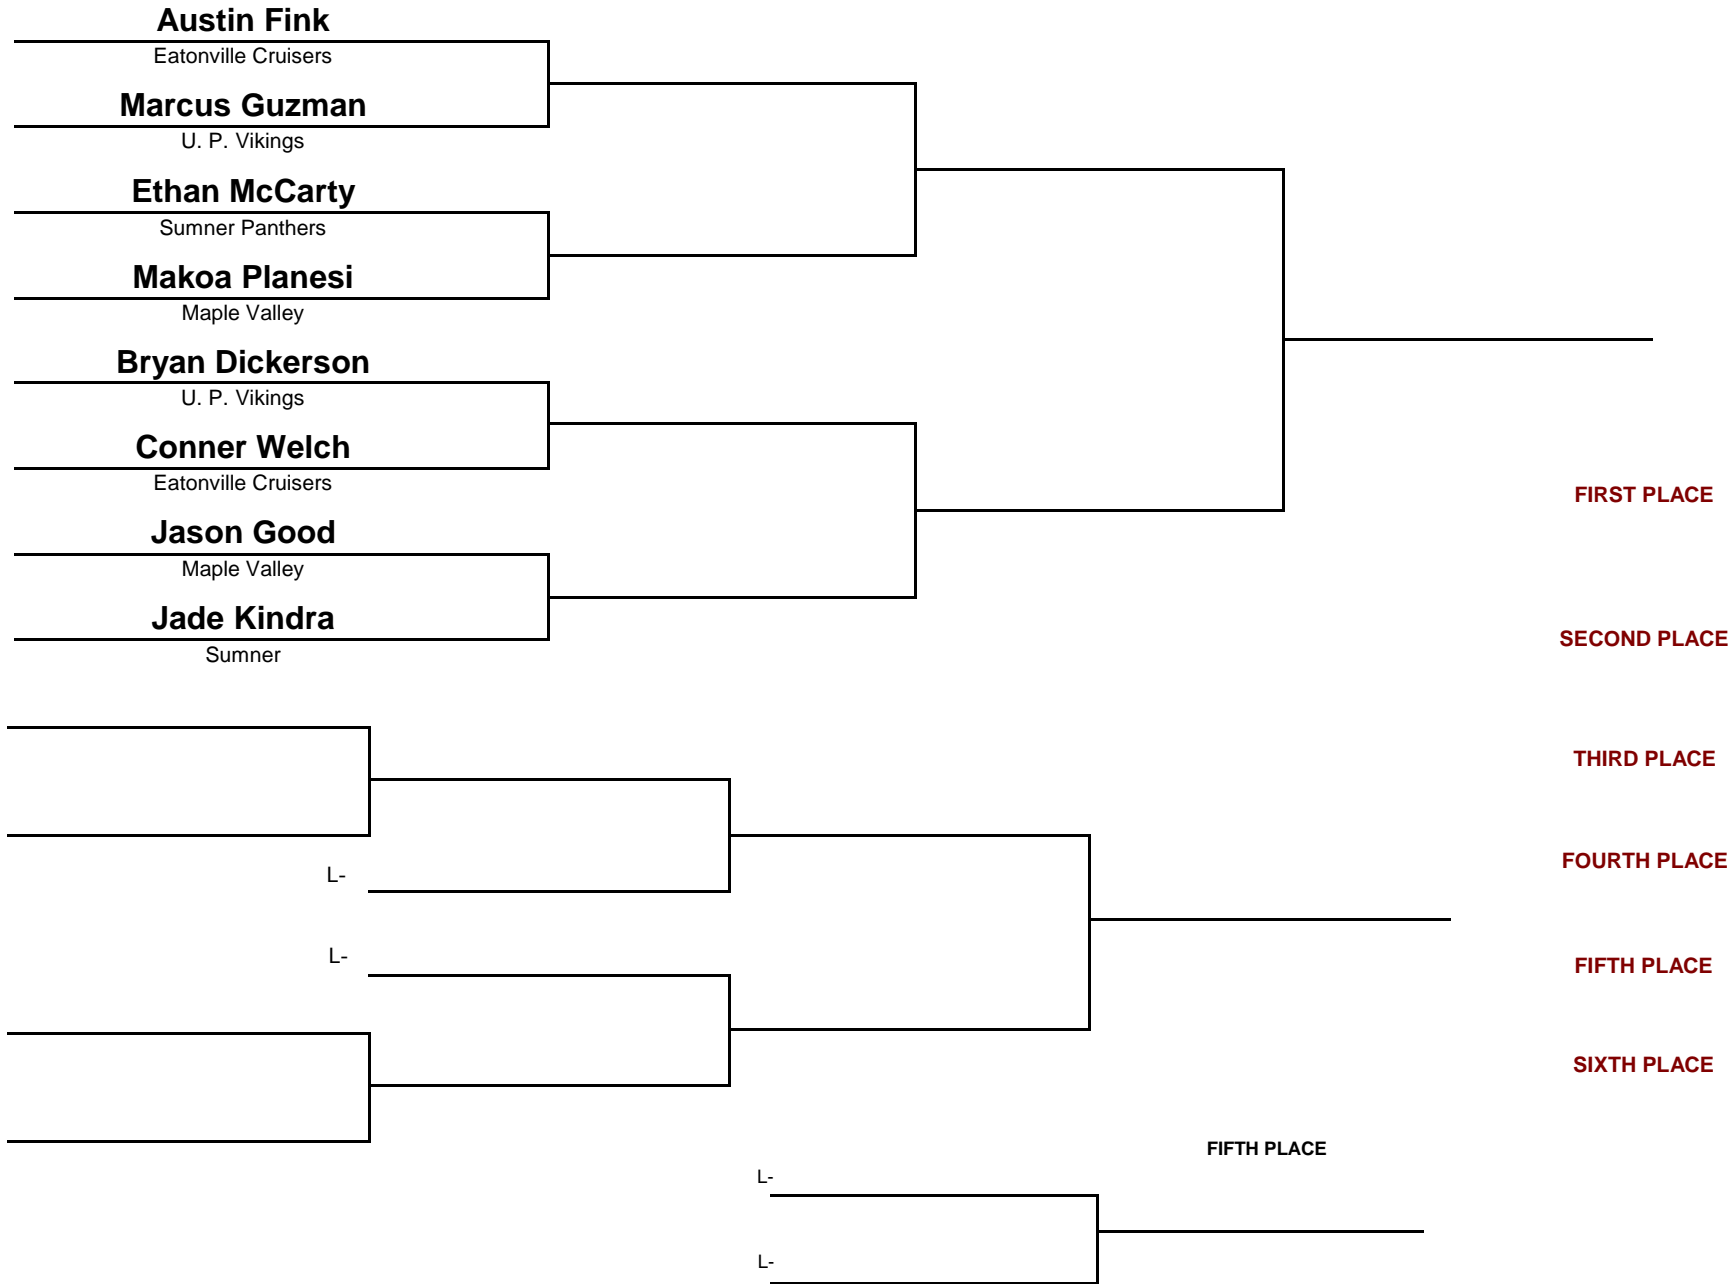 Austin Fink
Eatonville Cruisers
Marcus Guzman
U. P. Vikings
Ethan McCarty
Sumner Panthers
Makoa Planesi
Maple Valley
Bryan Dickerson
U. P. Vikings
Conner Welch
Eatonville Cruisers
FIRST PLACE
Jason Good
Maple Valley
Jade Kindra
SECOND PLACE
Sumner
THIRD PLACE
FOURTH PLACE
L-
L-
FIFTH PLACE
SIXTH PLACE
FIFTH PLACE
L-
L-